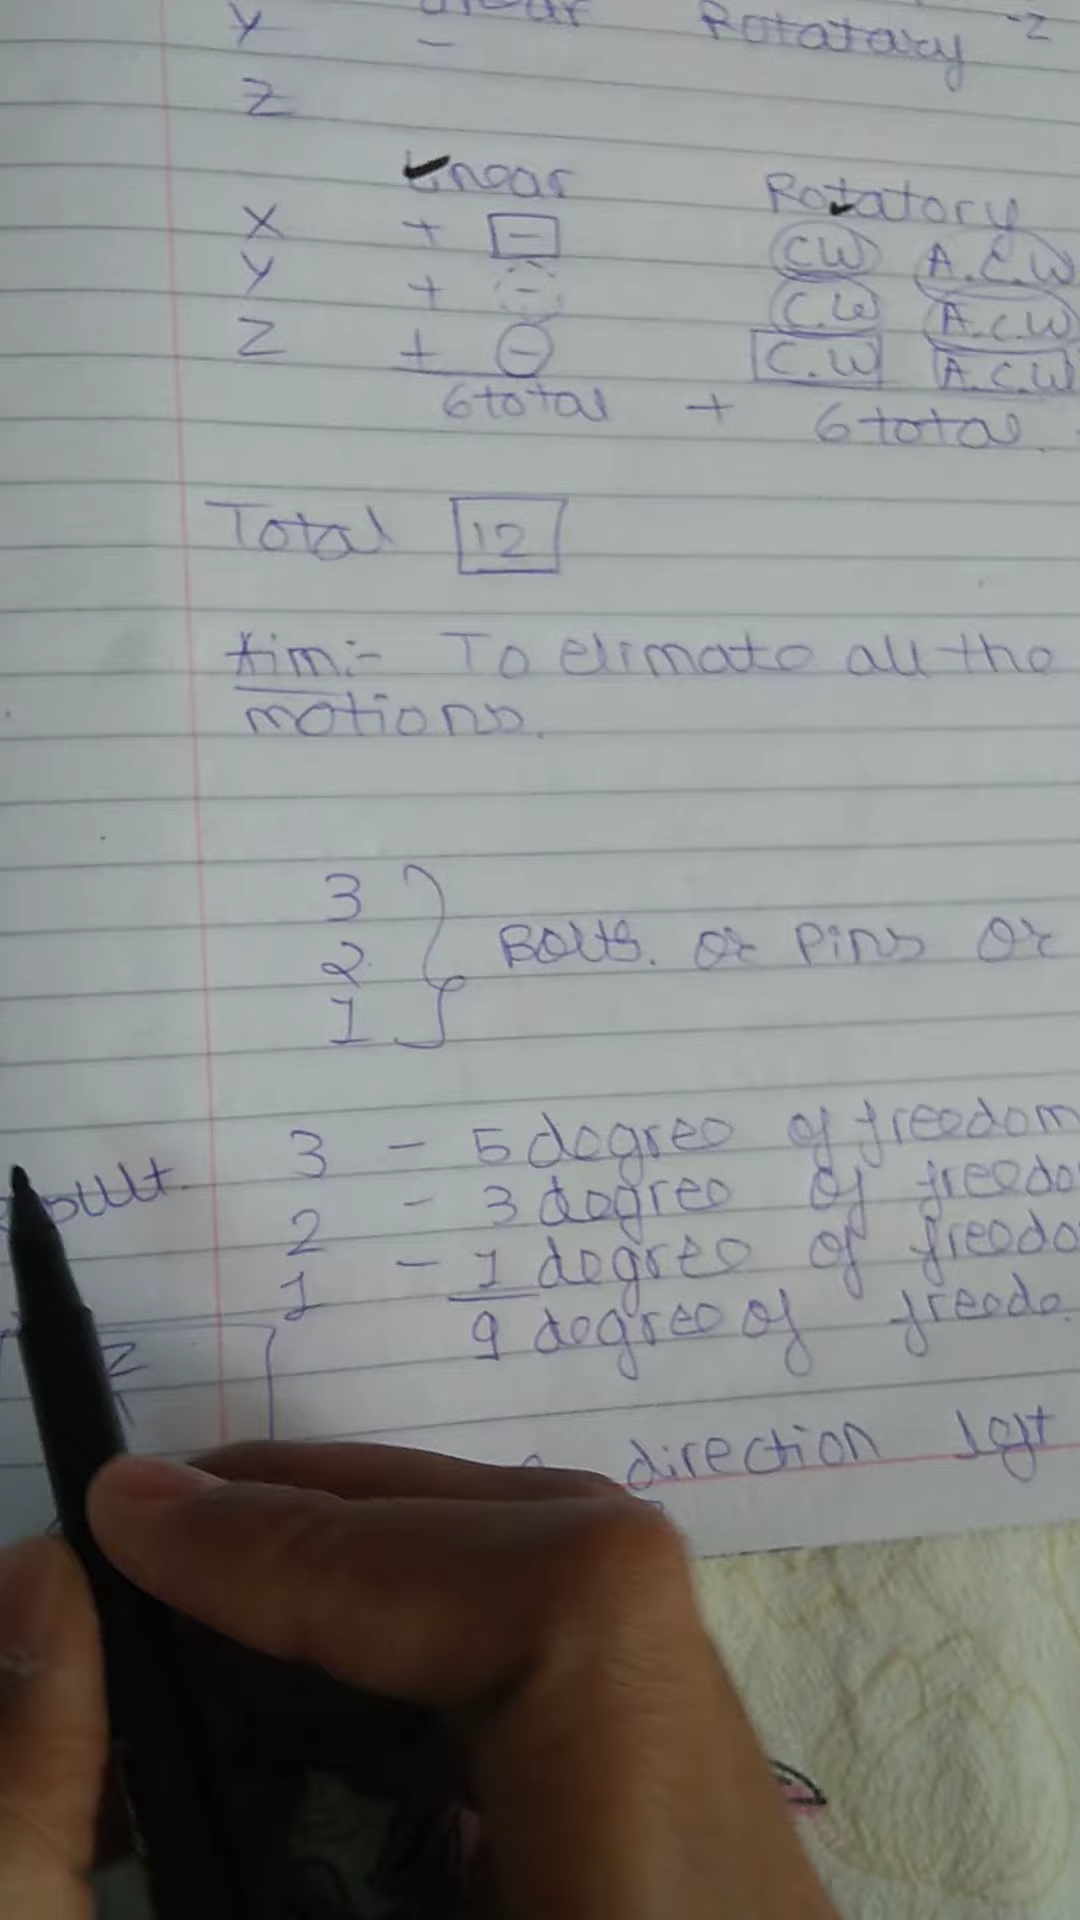 Y - Rotatary -Z
Z
Linear Rotatory
X + - CW A.C.W
Y + - C.W A.C.W
Z + - C.W A.C.W
6 total + 6 total
Total 12
Aim:- To elimate all the
motions.
3
2 Bolts. or Pins or
1
3 - 5 degree of freedom
2 - 3 degree of freedo
1 - 1 degree of freedo
9 degree of freedo
Z
direction left